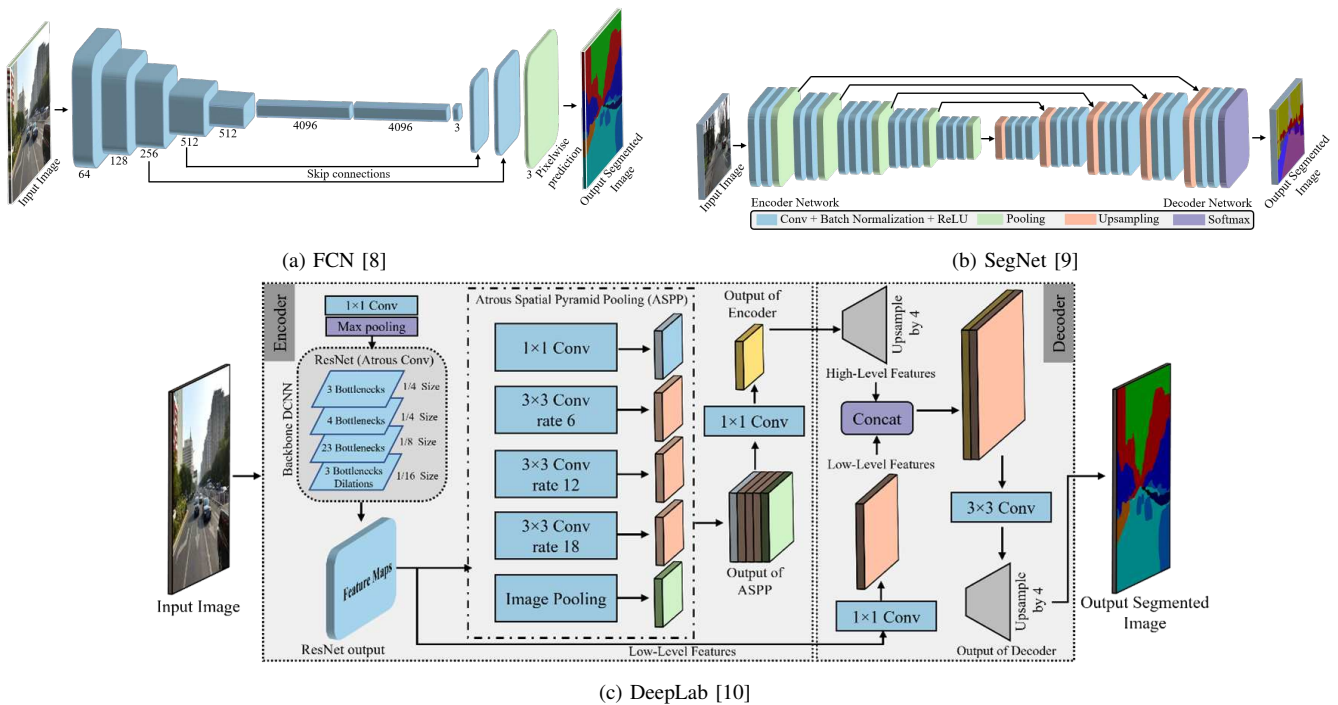 Input Image
64
128
256
512
512
4096
4096
3
Skip connections
3
Pixelwise
prediction
Output Segmented
Image
(a) FCN [8]
Input Image
Output Segmented
Image
Encoder Network
Decoder Network
Conv + Batch Normalization + ReLU
Pooling
Upsampling
Softmax
(b) SegNet [9]
Input Image
Encoder
1×1 Conv
Max pooling
Backbone DCNN
ResNet (Atrous Conv)
3 Bottlenecks
1/4 Size
4 Bottlenecks
1/4 Size
23 Bottlenecks
1/8 Size
3 Bottlenecks
Dilations
1/16 Size
Feature Maps
ResNet output
Atrous Spatial Pyramid Pooling (ASPP)
1×1 Conv
3×3 Conv
rate 6
3×3 Conv
rate 12
3×3 Conv
rate 18
Image Pooling
Low-Level Features
Output of
Encoder
1×1 Conv
Output of
ASPP
Decoder
Upsample
by 4
High-Level Features
Concat
Low-Level Features
1×1 Conv
3×3 Conv
Upsample
by 4
Output of Decoder
Output Segmented
Image
(c) DeepLab [10]